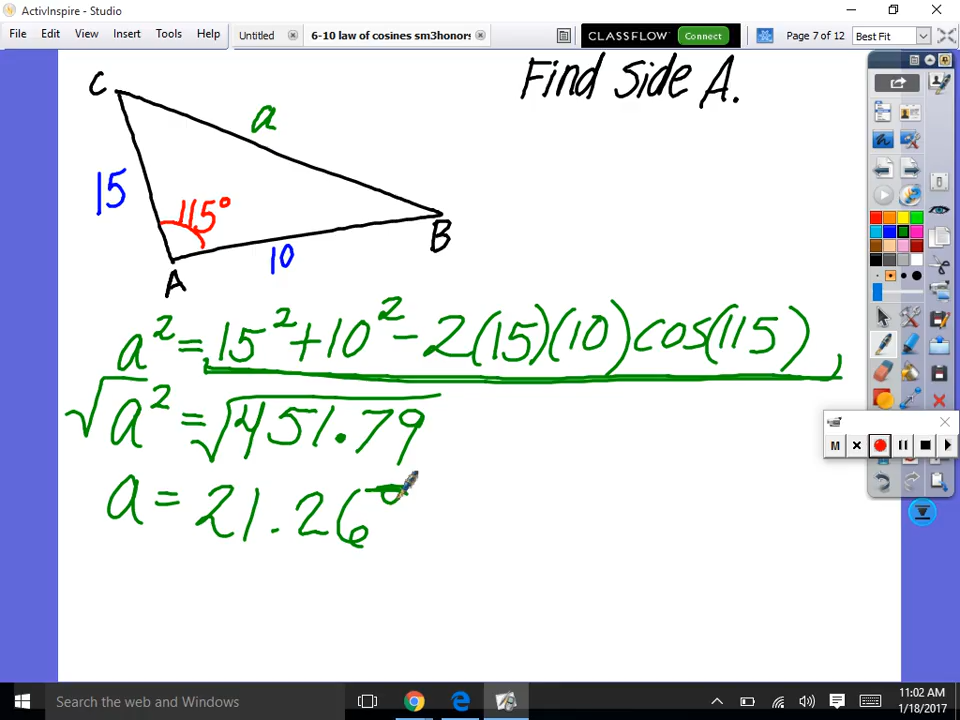 ActivInspire - Studio
File Edit View Insert Tools Help
Untitled
6-10 law of cosines sm3honors
CLASSFLOW™ Connect
Page 7 of 12
Best Fit
Find Side A.
C
a
15
115°
10
B
A
a² = 15² + 10² - 2(15)(10)cos(115)
√a² = √451.79
a = 21.26
M
Search the web and Windows
11:02 AM
1/18/2017